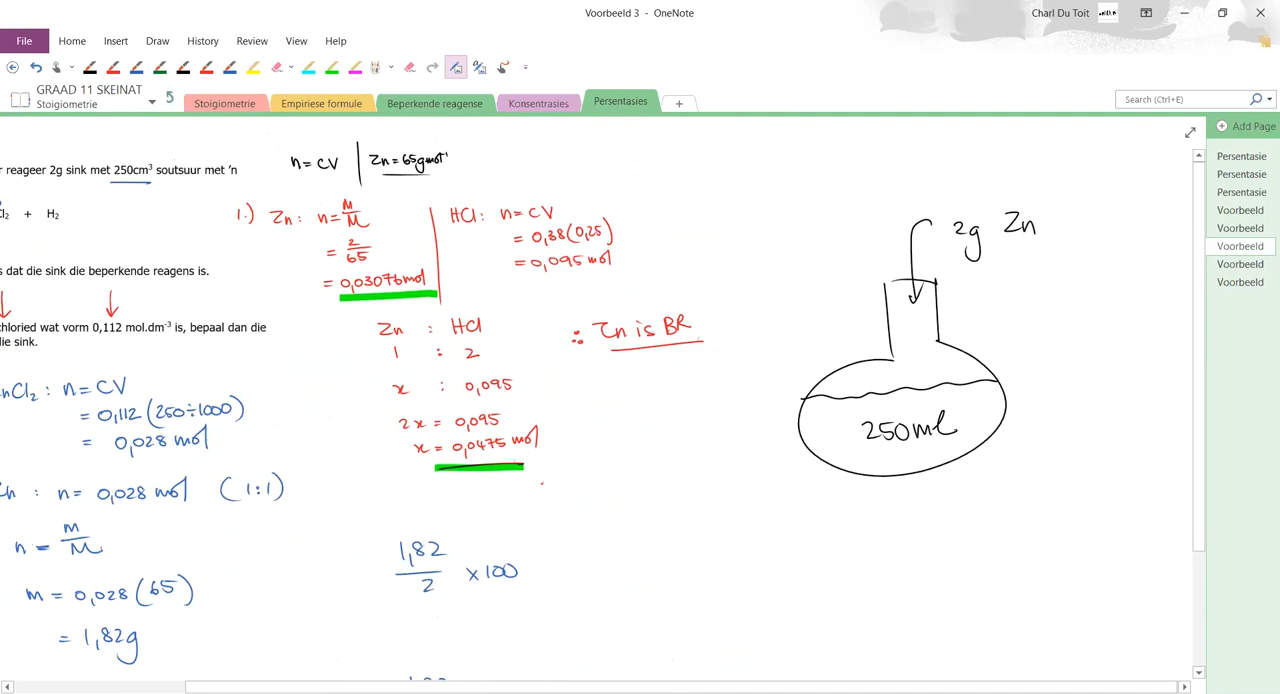 Voorbeeld 3 - OneNote
Charl Du Toit
File Home Insert Draw History Review View Help
GRAAD 11 SKEINAT
Stoigiometrie
Stoigiometrie
Empiriese formule
Beperkende reagense
Konsentrasies
Persentasies
+
Search (Ctrl+E)
Add Page
Persentasie
Persentasie
Persentasie
Voorbeeld
Voorbeeld
Voorbeeld
Voorbeeld
Voorbeeld
r reageer 2g sink met 250cm³ soutsuur met 'n
Cl₂ + H₂
s dat die sink die beperkende reagens is.
chloried wat vorm 0,112 mol.dm⁻³ is, bepaal dan die
e sink.
n = CV | Zn = 65g mol⁻¹
1.) Zn: n = m/M
= 2/65
= 0,03076 mol
HCl: n = CV
= 0,38(0,25)
= 0,095 mol
Zn : HCl
1 : 2
x : 0,095
2x = 0,095
x = 0,0475 mol
∴ Zn is BR
nCl₂: n = CV
= 0,112 (250÷1000)
= 0,028 mol
: n = 0,028 mol (1:1)
n = m/M
m = 0,028 (65)
= 1,82g
1,82/2 × 100
2g Zn
250ml